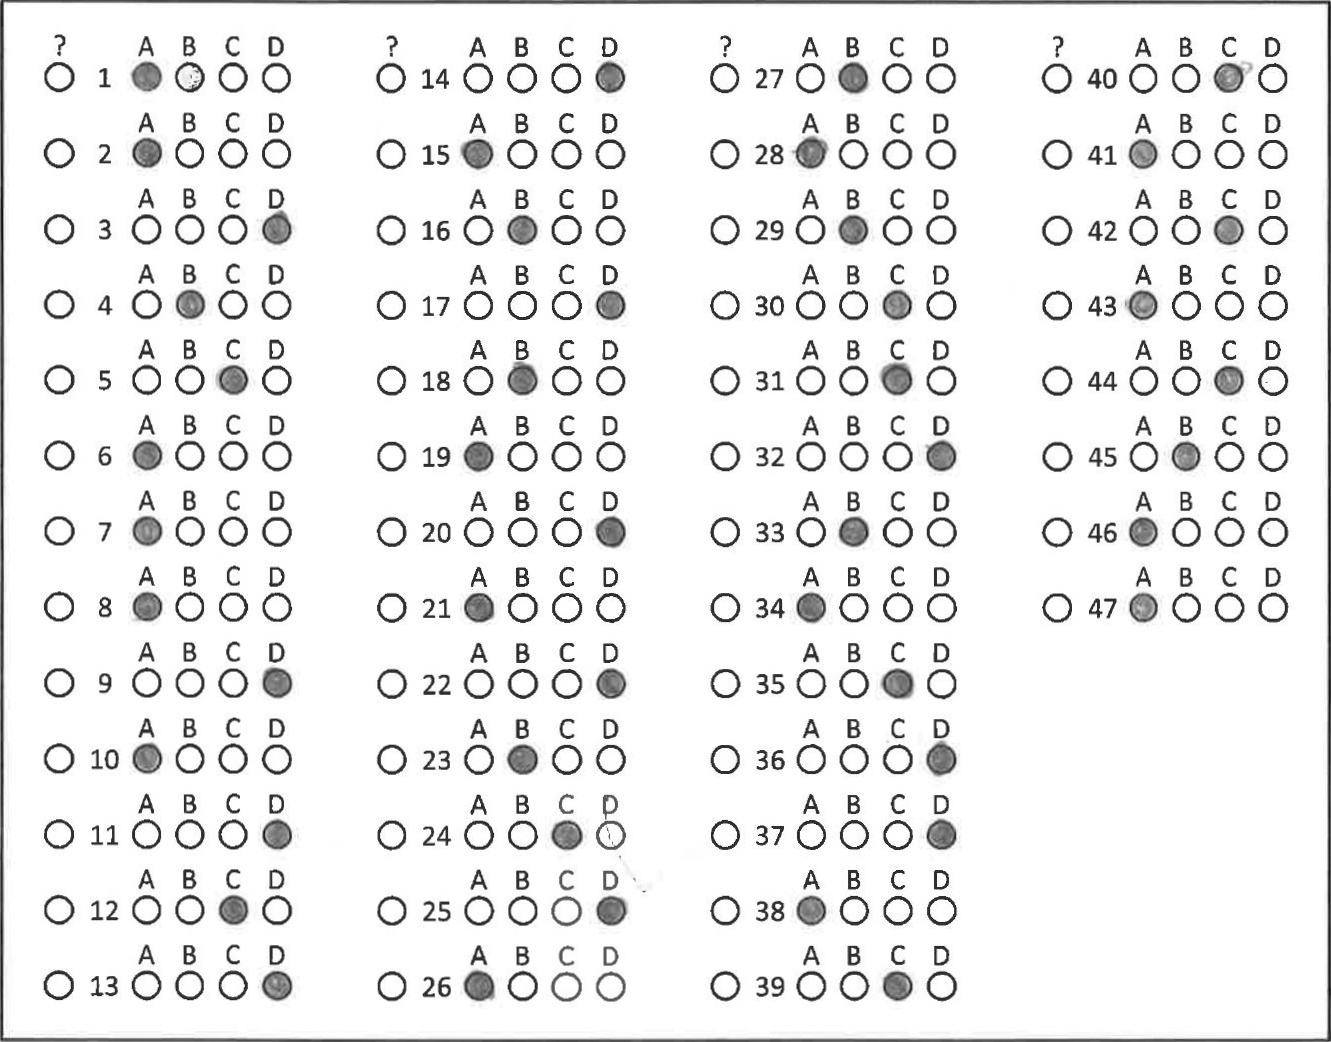 ? A B C D
1
A B C D
2
A B C D
3
A B C D
4
A B C D
5
A B C D
6
A B C D
7
A B C D
8
A B C D
9
A B C D
10
A B C D
11
A B C D
12
A B C D
13
? A B C D
14
A B C D
15
A B C D
16
A B C D
17
A B C D
18
A B C D
19
A B C D
20
A B C D
21
A B C D
22
A B C D
23
A B C D
24
A B C D
25
A B C D
26
? A B C D
27
A B C D
28
A B C D
29
A B C D
30
A B C D
31
A B C D
32
A B C D
33
A B C D
34
A B C D
35
A B C D
36
A B C D
37
A B C D
38
A B C D
39
? A B C D
40
A B C D
41
A B C D
42
A B C D
43
A B C D
44
A B C D
45
A B C D
46
A B C D
47